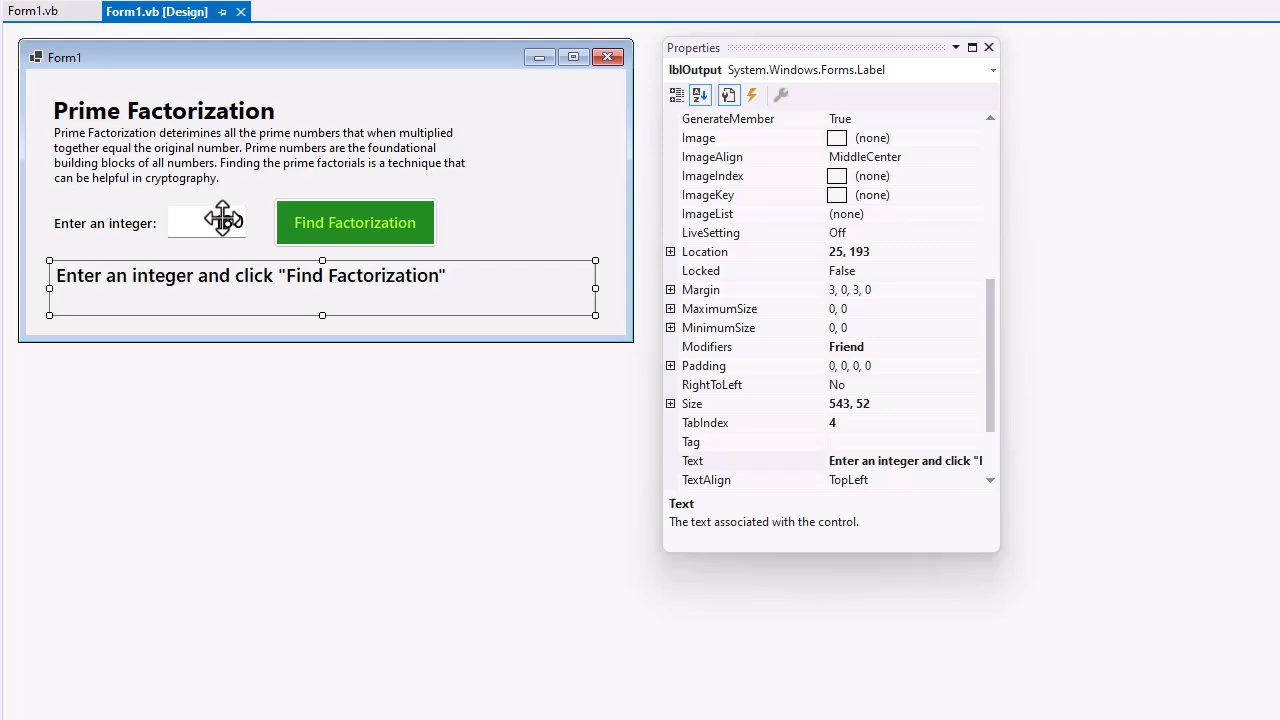 Form1.vb
Form1.vb [Design]
Form1
Prime Factorization
Prime Factorization deterimines all the prime numbers that when multiplied
together equal the original number. Prime numbers are the foundational
building blocks of all numbers. Finding the prime factorials is a technique that
can be helpful in cryptography.
Enter an integer:
Find Factorization
Enter an integer and click "Find Factorization"
Properties
lblOutput System.Windows.Forms.Label
GenerateMember True
Image (none)
ImageAlign MiddleCenter
ImageIndex (none)
ImageKey (none)
ImageList (none)
LiveSetting Off
Location 25, 193
Locked False
Margin 3, 0, 3, 0
MaximumSize 0, 0
MinimumSize 0, 0
Modifiers Friend
Padding 0, 0, 0, 0
RightToLeft No
Size 543, 52
TabIndex 4
Tag
Text Enter an integer and click "
TextAlign TopLeft
Text
The text associated with the control.